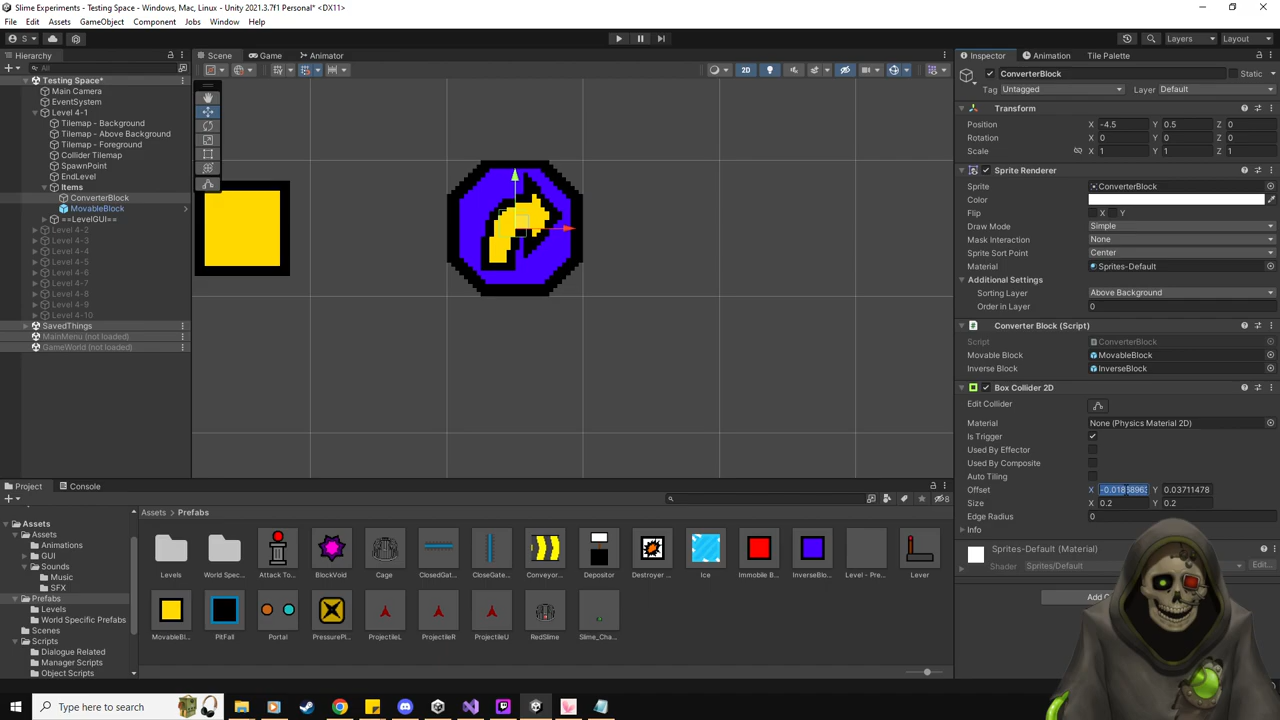 Slime Experiments - Testing Space - Windows, Mac, Linux - Unity 2021.3.7f1 Personal* <DX11>
File Edit Assets GameObject Component Jobs Window Help
S
Layers Layout
Hierarchy
All
Testing Space*
Main Camera
EventSystem
Level 4-1
Tilemap - Background
Tilemap - Above Background
Tilemap - Foreground
Collider Tilemap
SpawnPoint
EndLevel
Items
ConverterBlock
MovableBlock
==LevelGUI==
Level 4-2
Level 4-3
Level 4-4
Level 4-5
Level 4-6
Level 4-7
Level 4-8
Level 4-9
Level 4-10
SavedThings
MainMenu (not loaded)
GameWorld (not loaded)
Scene Game Animator
2D
Inspector Animation Tile Palette
ConverterBlock Static
Tag Untagged Layer Default
Transform
Position X -4.5 Y 0.5 Z 0
Rotation X 0 Y 0 Z 0
Scale X 1 Y 1 Z 1
Sprite Renderer
Sprite ConverterBlock
Color
Flip X Y
Draw Mode Simple
Mask Interaction None
Sprite Sort Point Center
Material Sprites-Default
Additional Settings
Sorting Layer Above Background
Order in Layer 0
Converter Block (Script)
Script ConverterBlock
Movable Block MovableBlock
Inverse Block InverseBlock
Box Collider 2D
Edit Collider
Material None (Physics Material 2D)
Is Trigger
Used By Effector
Used By Composite
Auto Tiling
Offset X Y 0.03711478
Size X 0.2 Y 0.2
Edge Radius 0
Info
Sprites-Default (Material)
Shader Sprites/Default Edit...
Project Console
8
Assets
Assets
Animations
GUI
Sounds
Music
SFX
Prefabs
Levels
World Specific Prefabs
Scenes
Scripts
Dialogue Related
Manager Scripts
Object Scripts
Assets > Prefabs
Levels World Spec... Attack To... BlockVoid Cage ClosedGat... CloseGate... Conveyor... Depositor Destroyer ... Ice Immobile B... InverseBlo... Level - Pre... Lever
MovableBl... PitFall Portal PressurePl... ProjectileL ProjectileR ProjectileU RedSlime Slime_Cha...
Type here to search